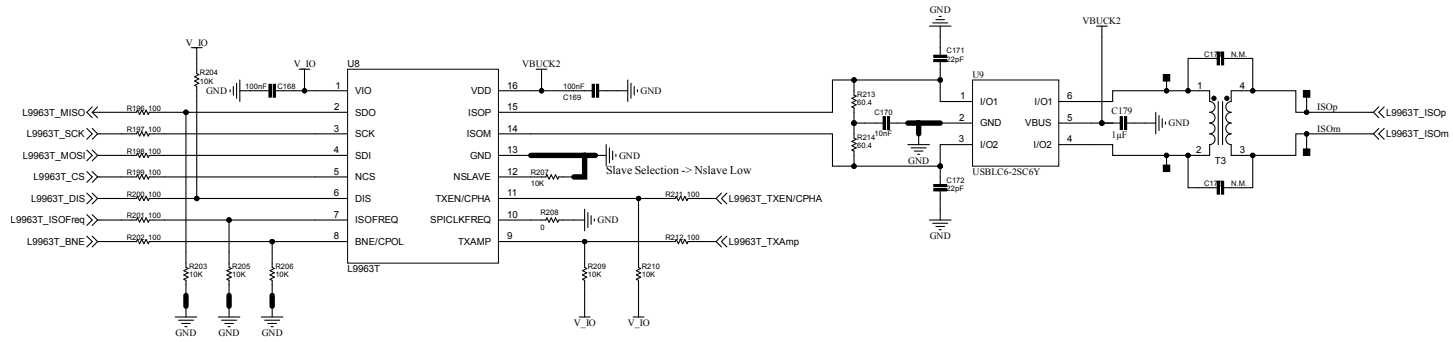 V_IO
R204
10K
GND
100nF
C168
V_IO
U8
1 VIO
2 SDO
3 SCK
4 SDI
5 NCS
6 DIS
7 ISOFREQ
8 BNE/CPOL
VDD 16
ISOP 15
ISOM 14
GND 13
NSLAVE 12
TXEN/CPHA 11
SPICLKFREQ 10
TXAMP 9
L9963T
L9963T_MISO R196 100
L9963T_SCK R197 100
L9963T_MOSI R198 100
L9963T_CS R199 100
L9963T_DIS R200 100
L9963T_ISOFreq R201 100
L9963T_BNE R202 100
R203
10K
GND
R205
10K
GND
R206
10K
GND
VBUCK2
100nF
C169
GND
GND
Slave Selection -> Nslave Low
R207
10K
R211 100 L9963T_TXEN/CPHA
R208
0
GND
R212 100 L9963T_TXAmp
R209
10K
V_IO
R210
10K
V_IO
GND
C171
22pF
R213
60.4
C170
10nF
R214
60.4
GND
C172
22pF
GND
U9
1 I/O1
2 GND
3 I/O2
I/O1 6
VBUS 5
I/O2 4
USBLC6-2SC6Y
VBUCK2
C179
1µF
GND
N.M.
1
4
2
3
T3
N.M.
ISOp L9963T_ISOp
ISOm L9963T_ISOm